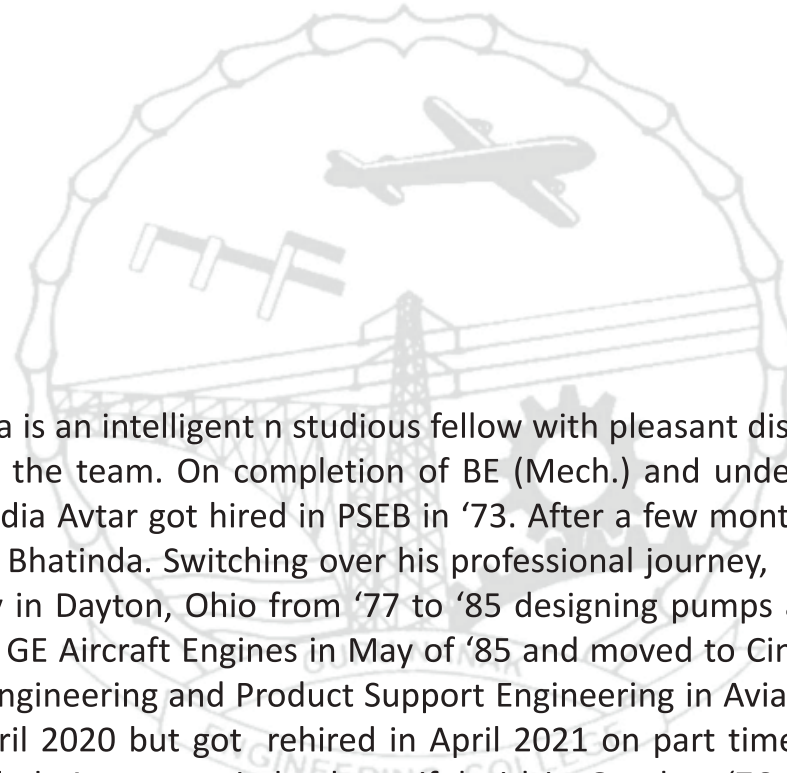 a is an intelligent n studious fellow with pleasant dis
the team. On completion of BE (Mech.) and unde
dia Avtar got hired in PSEB in ‘73. After a few mont
Bhatinda. Switching over his professional journey,
in Dayton, Ohio from ‘77 to ‘85 designing pumps
GE Aircraft Engines in May of ‘85 and moved to Cin
ngineering and Product Support Engineering in Avia
ril 2020 but got rehired in April 2021 on part time
ENGINEERING COLLEGE